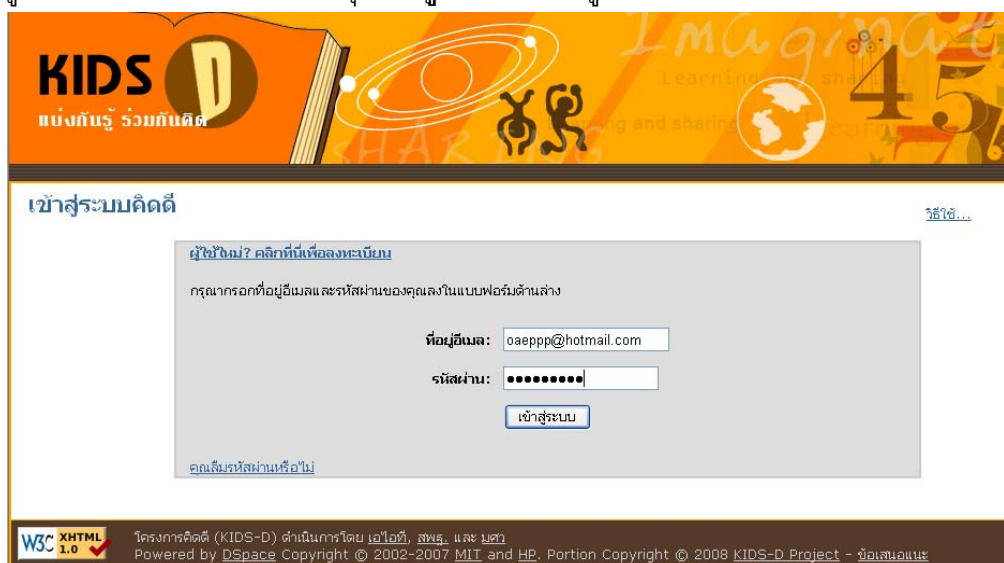 Imaginat
KIDS D
Learning and sharing
แบ่งกันรู้ ร่วมกันคิด
SHARING
4 5
7
เข้าสู่ระบบคิดดี
วิธีใช้...
ผู้ใช้ใหม่? คลิกที่นี่เพื่อลงทะเบียน
กรุณากรอกที่อยู่อีเมลและรหัสผ่านของคุณลงในแบบฟอร์มด้านล่าง
ที่อยู่อีเมล: oaeppp@hotmail.com
รหัสผ่าน: •••••••••
เข้าสู่ระบบ
คุณลืมรหัสผ่านหรือไม่
W3C XHTML 1.0
โครงการคิดดี (KIDS-D) ดำเนินการโดย เอไอที, สพฐ. และ มศว
Powered by DSpace Copyright © 2002-2007 MIT and HP. Portion Copyright © 2008 KIDS-D Project - ข้อเสนอแนะ